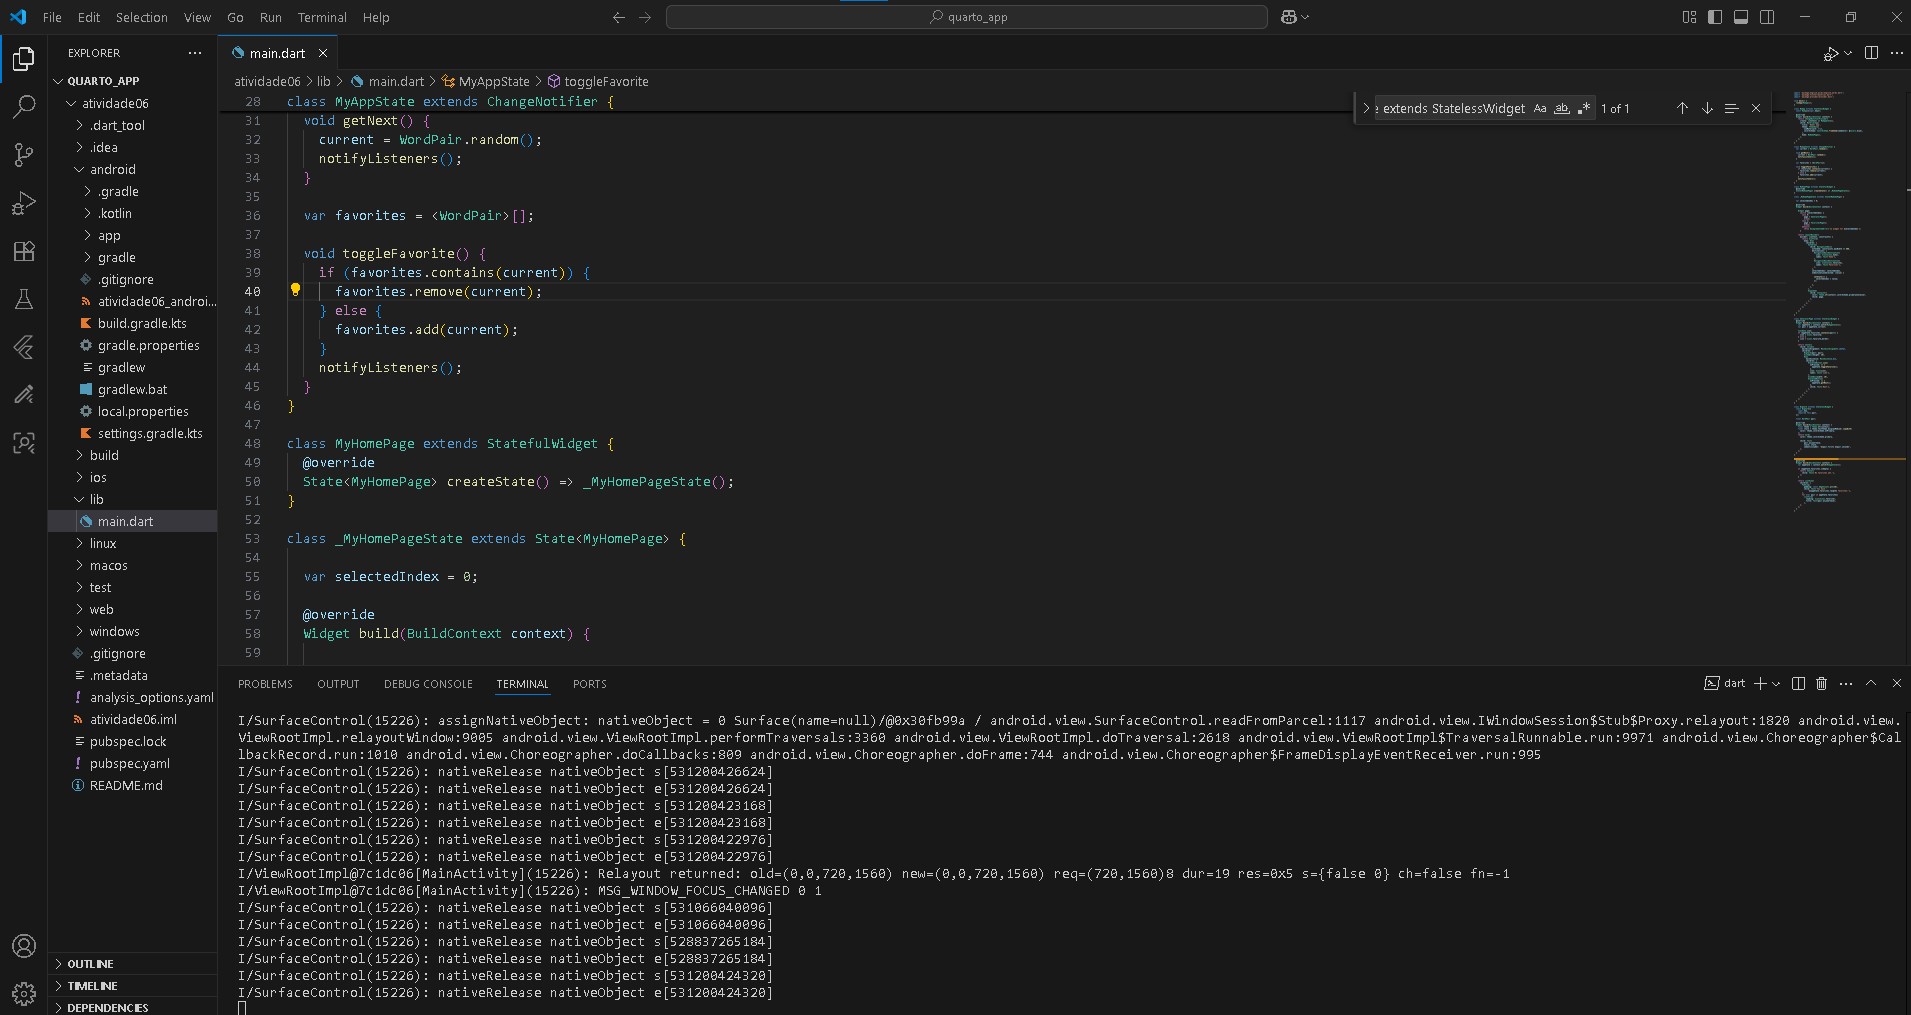 File Edit Selection View Go Run Terminal Help
quarto_app
EXPLORER
QUARTO_APP
atividade06
.dart_tool
.idea
android
.gradle
.kotlin
app
gradle
.gitignore
atividade06_androi...
build.gradle.kts
gradle.properties
gradlew
gradlew.bat
local.properties
settings.gradle.kts
build
ios
lib
main.dart
linux
macos
test
web
windows
.gitignore
.metadata
analysis_options.yaml
atividade06.iml
pubspec.lock
pubspec.yaml
README.md
OUTLINE
TIMELINE
DEPENDENCIES
main.dart
atividade06 > lib > main.dart > MyAppState > toggleFavorite
extends StatelessWidget Aa ab .* 1 of 1
28 class MyAppState extends ChangeNotifier {
31 void getNext() {
32 current = WordPair.random();
33 notifyListeners();
34 }
35
36 var favorites = <WordPair>[];
37
38 void toggleFavorite() {
39 if (favorites.contains(current)) {
40 favorites.remove(current);
41 } else {
42 favorites.add(current);
43 }
44 notifyListeners();
45 }
46 }
47
48 class MyHomePage extends StatefulWidget {
49 @override
50 State<MyHomePage> createState() => _MyHomePageState();
51 }
52
53 class _MyHomePageState extends State<MyHomePage> {
54
55 var selectedIndex = 0;
56
57 @override
58 Widget build(BuildContext context) {
59
PROBLEMS OUTPUT DEBUG CONSOLE TERMINAL PORTS
dart
I/SurfaceControl(15226): assignNativeObject: nativeObject = 0 Surface(name=null)/@0x30fb99a / android.view.SurfaceControl.readFromParcel:1117 android.view.IWindowSession$Stub$Proxy.relayout:1820 android.view.
ViewRootImpl.relayoutWindow:9005 android.view.ViewRootImpl.performTraversals:3360 android.view.ViewRootImpl.doTraversal:2618 android.view.ViewRootImpl$TraversalRunnable.run:9971 android.view.Choreographer$Cal
lbackRecord.run:1010 android.view.Choreographer.doCallbacks:809 android.view.Choreographer.doFrame:744 android.view.Choreographer$FrameDisplayEventReceiver.run:995
I/SurfaceControl(15226): nativeRelease nativeObject s[531200426624]
I/SurfaceControl(15226): nativeRelease nativeObject e[531200426624]
I/SurfaceControl(15226): nativeRelease nativeObject s[531200423168]
I/SurfaceControl(15226): nativeRelease nativeObject e[531200423168]
I/SurfaceControl(15226): nativeRelease nativeObject s[531200422976]
I/SurfaceControl(15226): nativeRelease nativeObject e[531200422976]
I/ViewRootImpl@7c1dc06[MainActivity](15226): Relayout returned: old=(0,0,720,1560) new=(0,0,720,1560) req=(720,1560)8 dur=19 res=0x5 s={false 0} ch=false fn=-1
I/ViewRootImpl@7c1dc06[MainActivity](15226): MSG_WINDOW_FOCUS_CHANGED 0 1
I/SurfaceControl(15226): nativeRelease nativeObject s[531066040096]
I/SurfaceControl(15226): nativeRelease nativeObject e[531066040096]
I/SurfaceControl(15226): nativeRelease nativeObject s[528837265184]
I/SurfaceControl(15226): nativeRelease nativeObject e[528837265184]
I/SurfaceControl(15226): nativeRelease nativeObject s[531200424320]
I/SurfaceControl(15226): nativeRelease nativeObject e[531200424320]